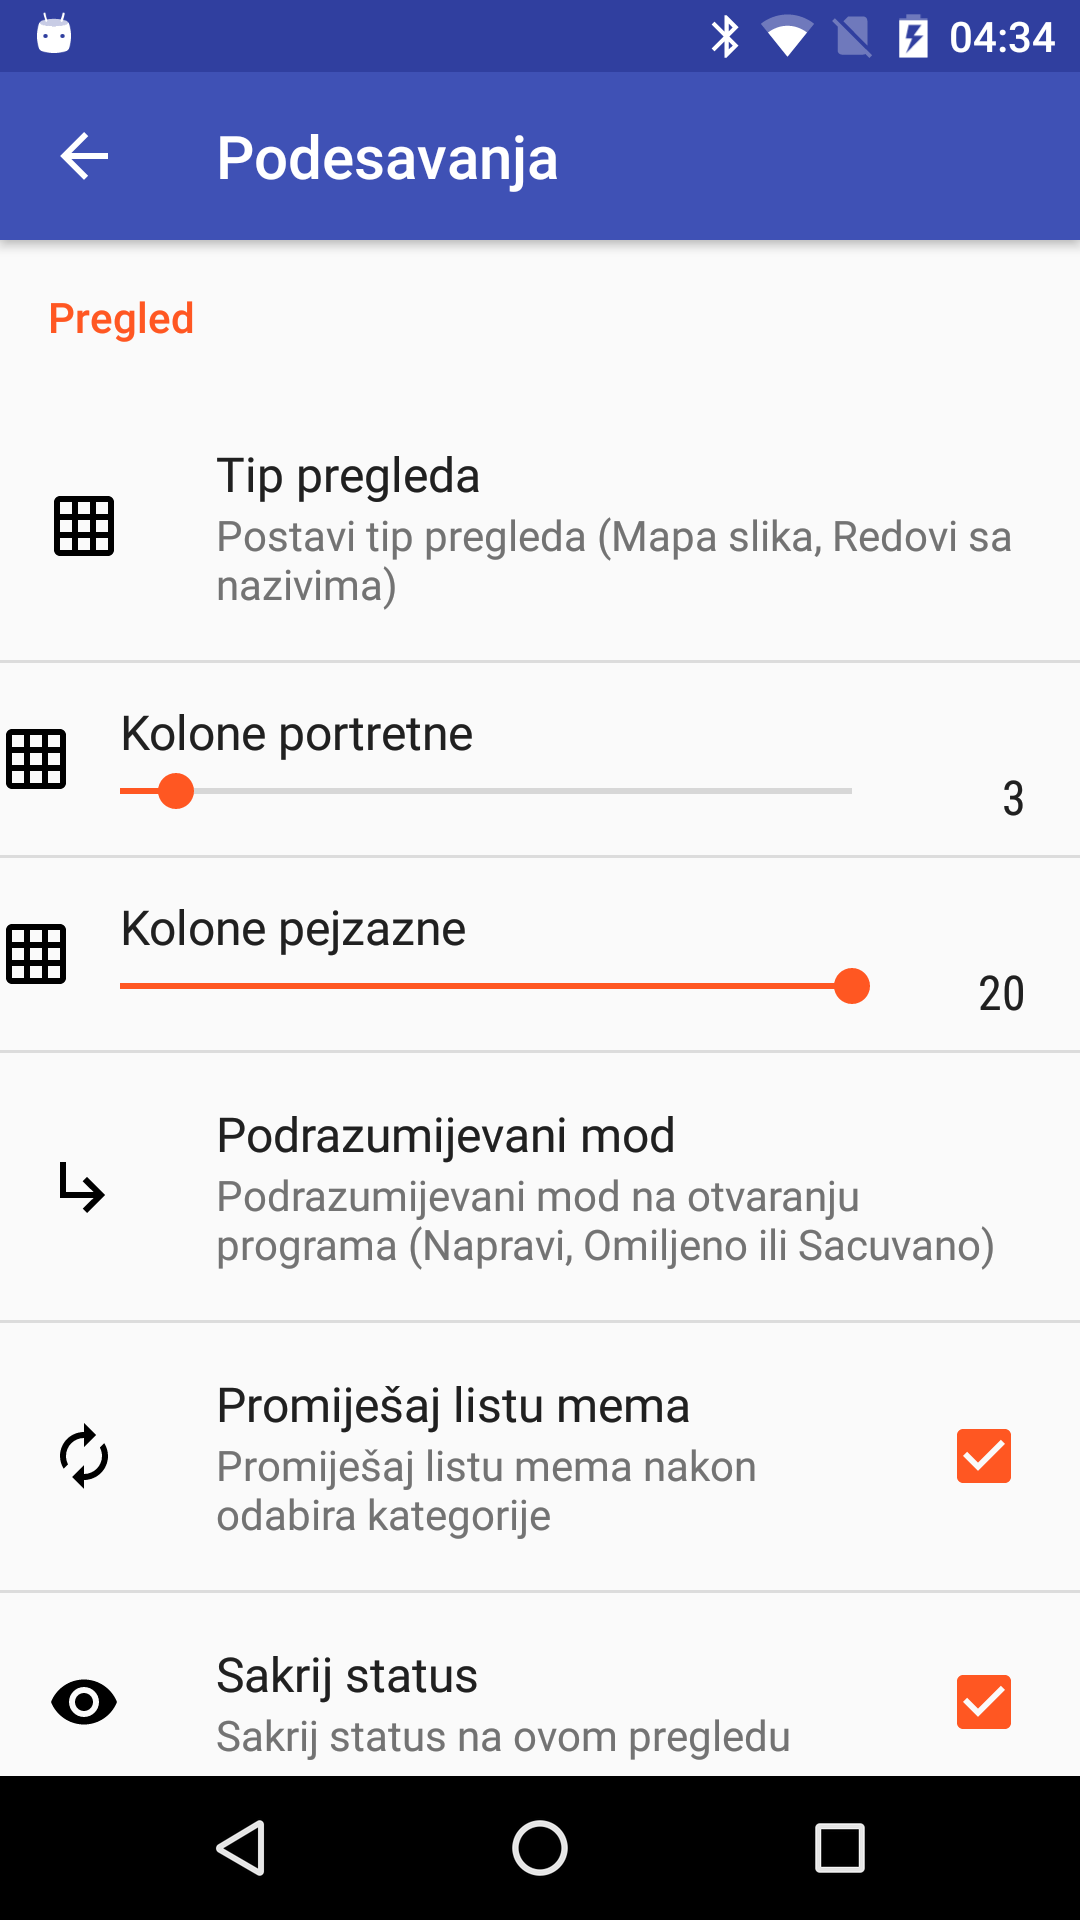 04:34
Podesavanja
Pregled
Tip pregleda
Postavi tip pregleda (Mapa slika, Redovi sa
nazivima)
Kolone portretne
3
Kolone pejzazne
20
Podrazumijevani mod
Podrazumijevani mod na otvaranju
programa (Napravi, Omiljeno ili Sacuvano)
Promiješaj listu mema
Promiješaj listu mema nakon
odabira kategorije
Sakrij status
Sakrij status na ovom pregledu